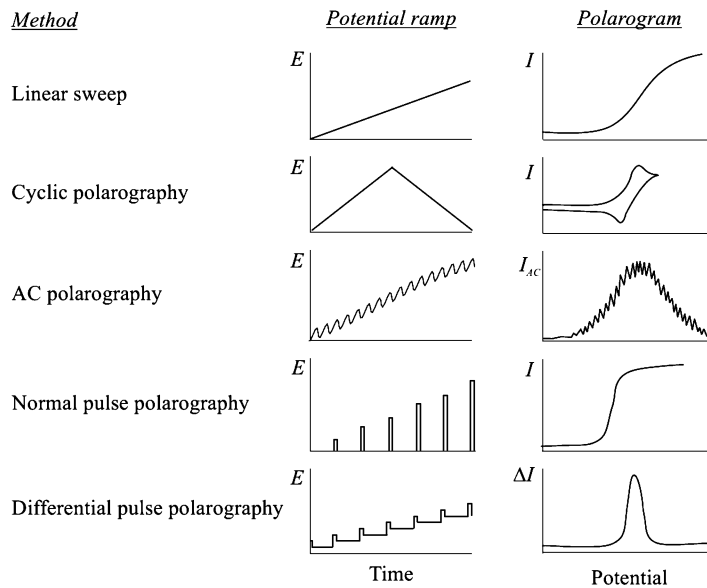 Method Potential ramp Polarogram
E I
Linear sweep
E I
Cyclic polarography
E I_AC
AC polarography
E I
Normal pulse polarography
E ΔI
Differential pulse polarography
Time Potential